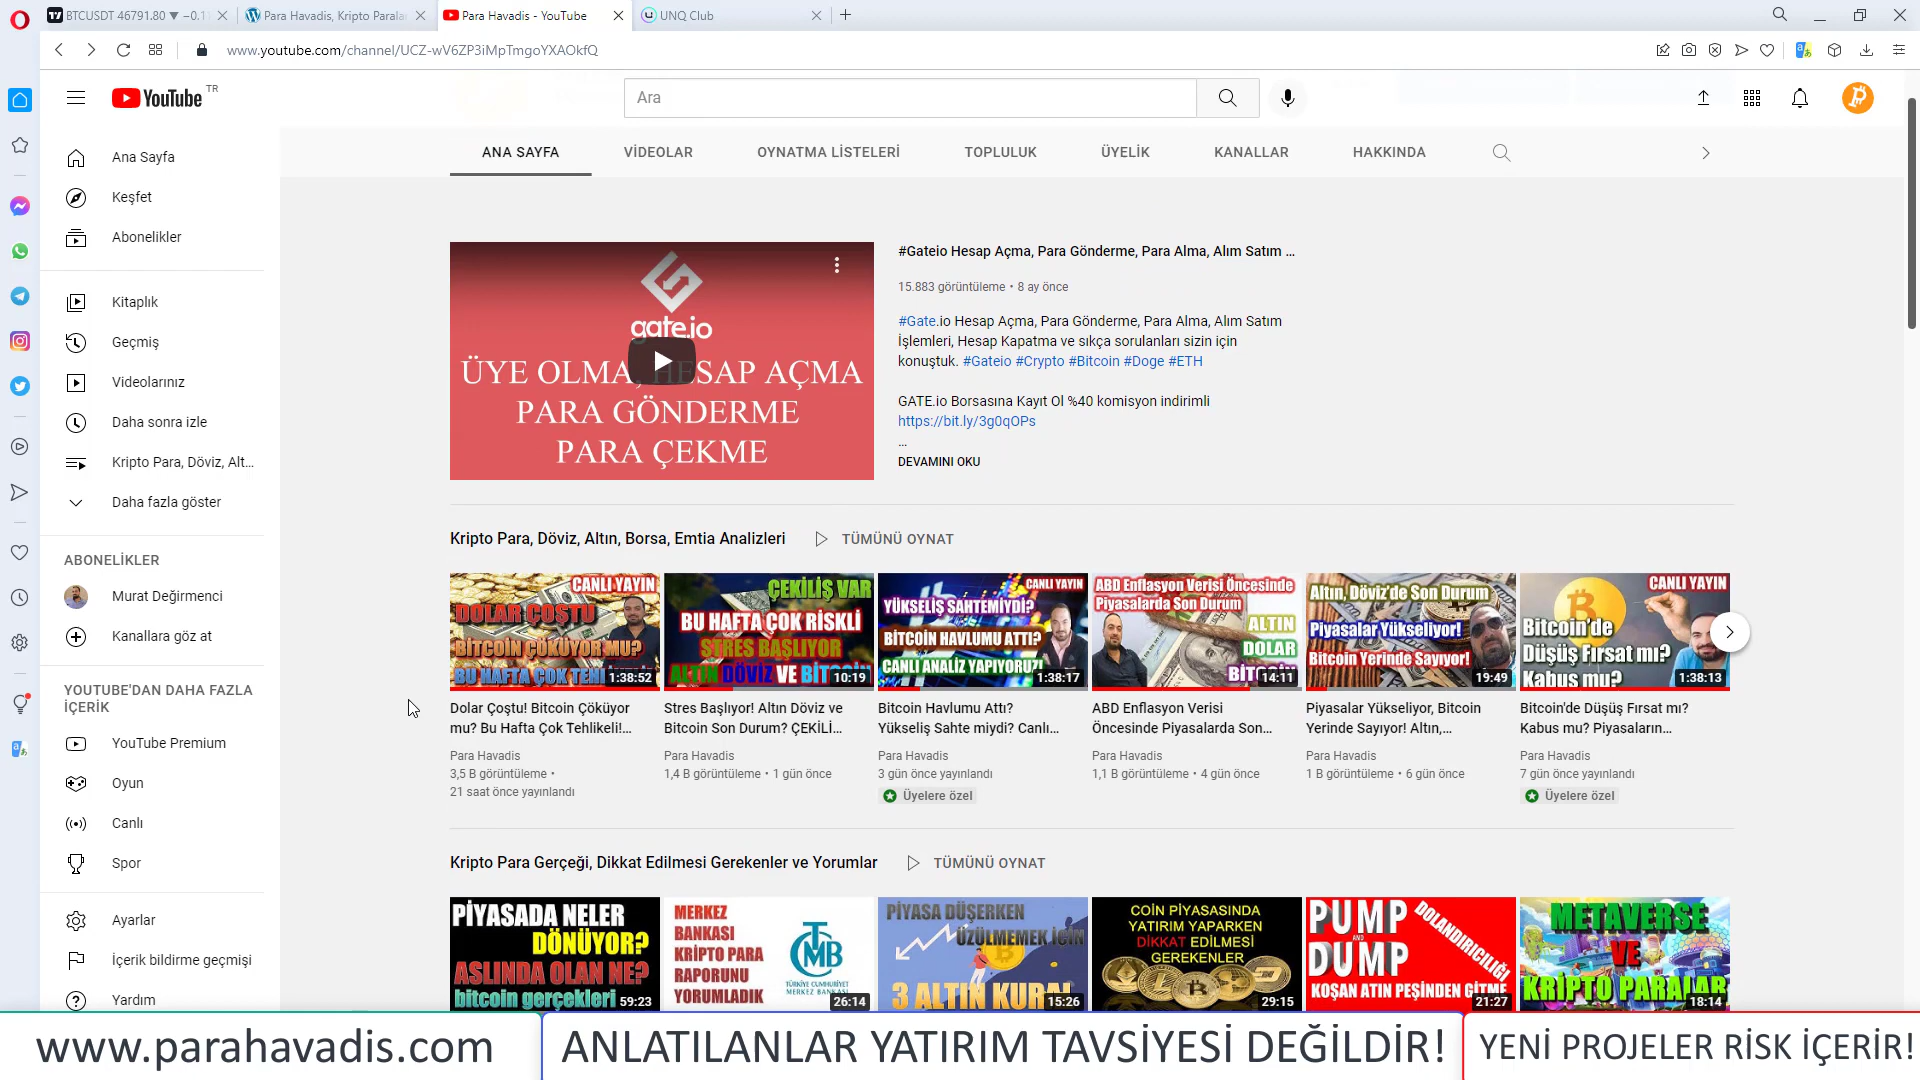 BTCUSDT 46791.80 ▼ −0.1
Para Havadis, Kripto Parala
Para Havadis - YouTube
UNQ Club
www.youtube.com/channel/UCZ-wV6ZP3iMpTmgoYXAOkfQ
YouTube TR
Ara
Ana Sayfa
Keşfet
Abonelikler
Kitaplık
Geçmiş
Videolarınız
Daha sonra izle
Kripto Para, Döviz, Alt...
Daha fazla göster
ABONELİKLER
Murat Değirmenci
Kanallara göz at
YOUTUBE'DAN DAHA FAZLA
İÇERİK
YouTube Premium
Oyun
Canlı
Spor
Ayarlar
İçerik bildirme geçmişi
Yardım
ANA SAYFA
VİDEOLAR
OYNATMA LİSTELERİ
TOPLULUK
ÜYELİK
KANALLAR
HAKKINDA
gate.io
ÜYE OLMA, HESAP AÇMA
PARA GÖNDERME
PARA ÇEKME
#Gateio Hesap Açma, Para Gönderme, Para Alma, Alım Satım ...
15.883 görüntüleme • 8 ay önce
#Gate.io Hesap Açma, Para Gönderme, Para Alma, Alım Satım
İşlemleri, Hesap Kapatma ve sıkça sorulanları sizin için
konuştuk. #Gateio #Crypto #Bitcoin #Doge #ETH
GATE.io Borsasına Kayıt Ol %40 komisyon indirimli
https://bit.ly/3g0qOPs
...
DEVAMINI OKU
Kripto Para, Döviz, Altın, Borsa, Emtia Analizleri
TÜMÜNÜ OYNAT
CANLI YAYIN
DOLAR ÇOŞTU
BİTCOİN ÇÖKÜYOR MU?
BU HAFTA ÇOK TEHL
1:38:52
Dolar Çoştu! Bitcoin Çöküyor
mu? Bu Hafta Çok Tehlikeli!...
Para Havadis
3,5 B görüntüleme •
21 saat önce yayınlandı
ÇEKİLİŞ VAR
BU HAFTA ÇOK RİSKLİ
STRES BAŞLIYOR
ALTIN DÖVİZ VE BİTCOİN
10:19
Stres Başlıyor! Altın Döviz ve
Bitcoin Son Durum? ÇEKİLİ...
Para Havadis
1,4 B görüntüleme • 1 gün önce
CANLI YAYIN
YÜKSELİŞ SAHTEMİYDİ?
BİTCOİN HAVLUMU ATTI?
CANLI ANALİZ YAPIYORUZ!
1:38:17
Bitcoin Havlumu Attı?
Yükseliş Sahte miydi? Canlı...
Para Havadis
3 gün önce yayınlandı
Üyelere özel
ABD Enflasyon Verisi Öncesinde
Piyasalarda Son Durum
ALTIN
DOLAR
BİTCOİN
14:11
ABD Enflasyon Verisi
Öncesinde Piyasalarda Son...
Para Havadis
1,1 B görüntüleme • 4 gün önce
Altın, Döviz'de Son Durum
Piyasalar Yükseliyor!
Bitcoin Yerinde Sayıyor!
19:49
Piyasalar Yükseliyor, Bitcoin
Yerinde Sayıyor! Altın,...
Para Havadis
1 B görüntüleme • 6 gün önce
CANLI YAYIN
Bitcoin'de
Düşüş Fırsat mı?
Kabus mu?
1:38:13
Bitcoin'de Düşüş Fırsat mı?
Kabus mu? Piyasaların...
Para Havadis
7 gün önce yayınlandı
Üyelere özel
Kripto Para Gerçeği, Dikkat Edilmesi Gerekenler ve Yorumlar
TÜMÜNÜ OYNAT
PİYASADA NELER
DÖNÜYOR?
ASLINDA OLAN NE?
bitcoin gerçekleri
59:23
MERKEZ
BANKASI
KRİPTO PARA
RAPORUNU
YORUMLADIK
TCMB
TÜRKİYE CUMHURİYET
MERKEZ BANKASI
26:14
PİYASA DÜŞERKEN
ÜZÜLMEMEK İÇİN
3 ALTIN KURAL
15:26
COİN PİYASASINDA
YATIRIM YAPARKEN
DİKKAT EDİLMESİ
GEREKENLER
29:15
PUMP
AND
DUMP
DOLANDIRICILIĞI
KOŞAN ATIN PEŞİNDEN GİTME
21:27
METAVERSE
VE
KRİPTO PARALAR
18:14
www.parahavadis.com
ANLATILANLAR YATIRIM TAVSİYESİ DEĞİLDİR!
YENİ PROJELER RİSK İÇERİR!